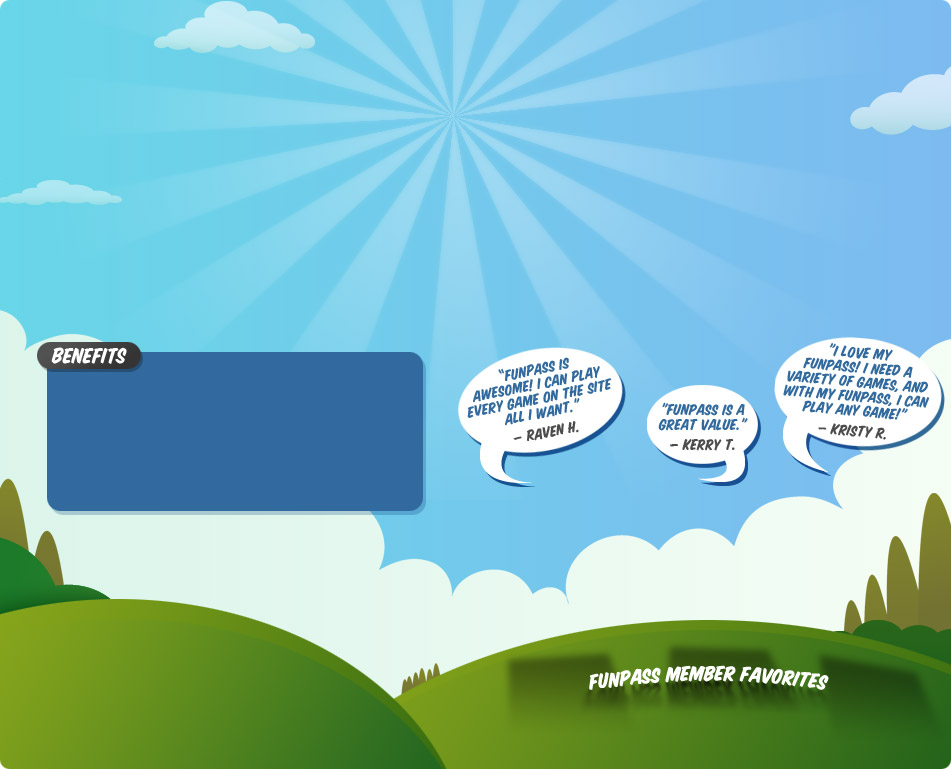 BENEFITS
“FUNPASS IS
AWESOME! I CAN PLAY
EVERY GAME ON THE SITE
ALL I WANT.”
– RAVEN H.
“FUNPASS IS A
GREAT VALUE.”
– KERRY T.
“I LOVE MY
FUNPASS! I NEED A
VARIETY OF GAMES, AND
WITH MY FUNPASS, I CAN
PLAY ANY GAME!”
– KRISTY R.
FUNPASS MEMBER FAVORITES